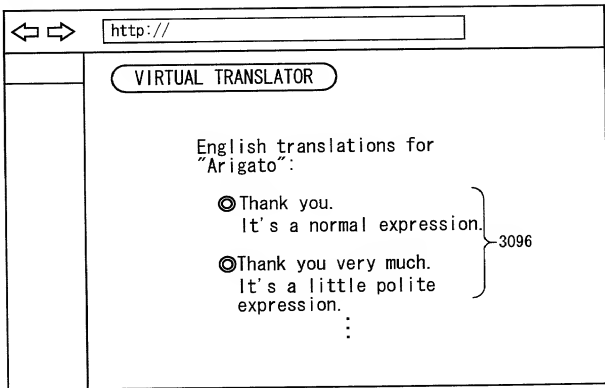 http://
VIRTUAL TRANSLATOR
English translations for
"Arigato":
◎Thank you.
It's a normal expression.
3096
◎Thank you very much.
It's a little polite
expression.
⋮